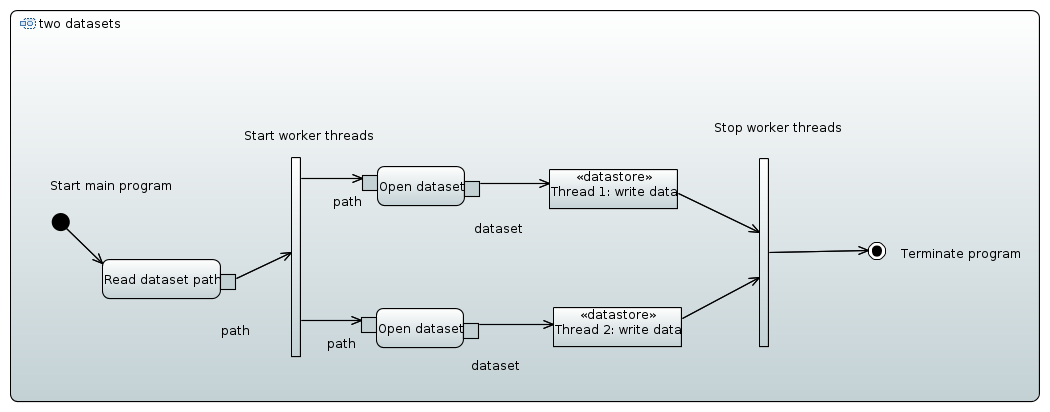 two datasets
Start main program
Read dataset path
path
Start worker threads
path
Open dataset
dataset
«datastore»
Thread 1: write data
path
Open dataset
dataset
«datastore»
Thread 2: write data
Stop worker threads
Terminate program